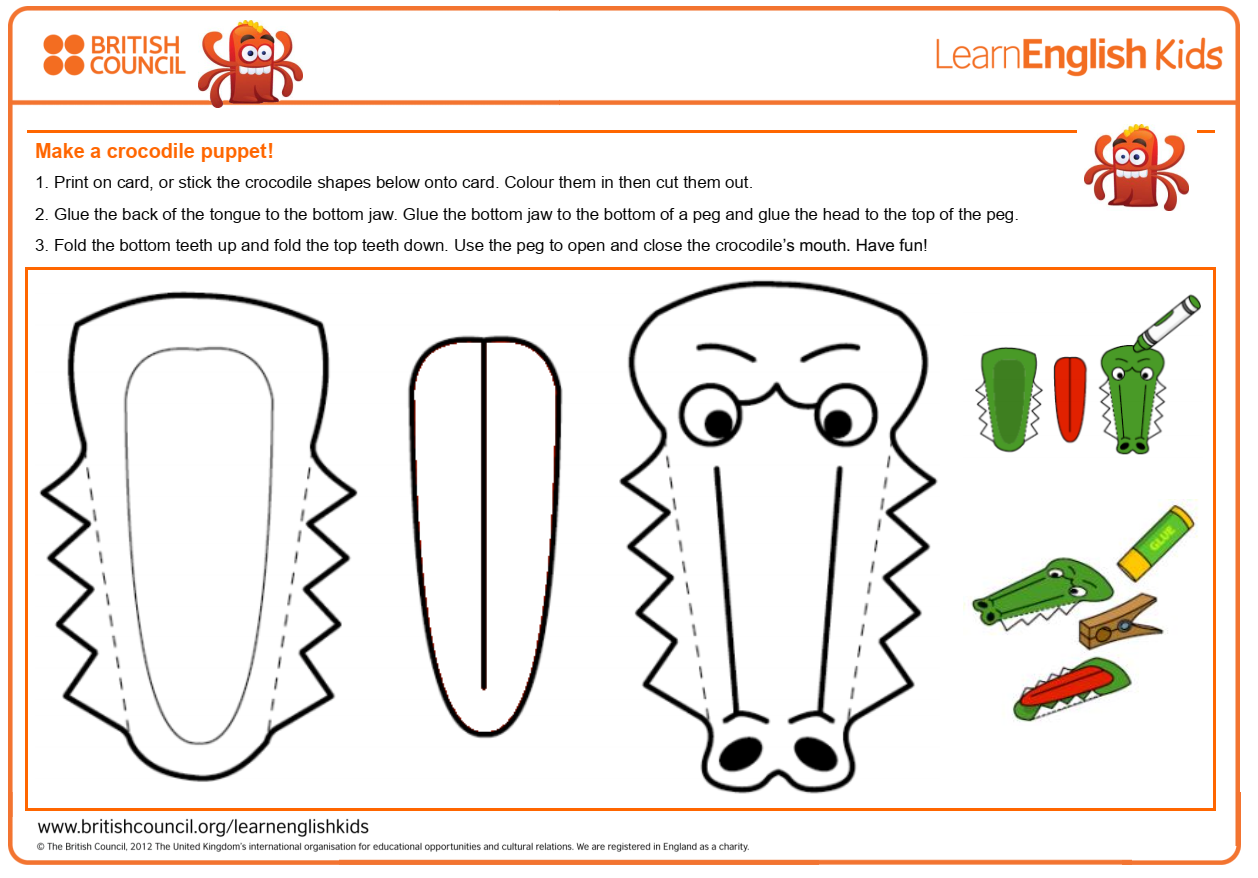 BRITISH
COUNCIL
LearnEnglish Kids
Make a crocodile puppet!
1. Print on card, or stick the crocodile shapes below onto card. Colour them in then cut them out.
2. Glue the back of the tongue to the bottom jaw. Glue the bottom jaw to the bottom of a peg and glue the head to the top of the peg.
3. Fold the bottom teeth up and fold the top teeth down. Use the peg to open and close the crocodile’s mouth. Have fun!
GLUE
www.britishcouncil.org/learnenglishkids
© The British Council, 2012 The United Kingdom’s international organisation for educational opportunities and cultural relations. We are registered in England as a charity.